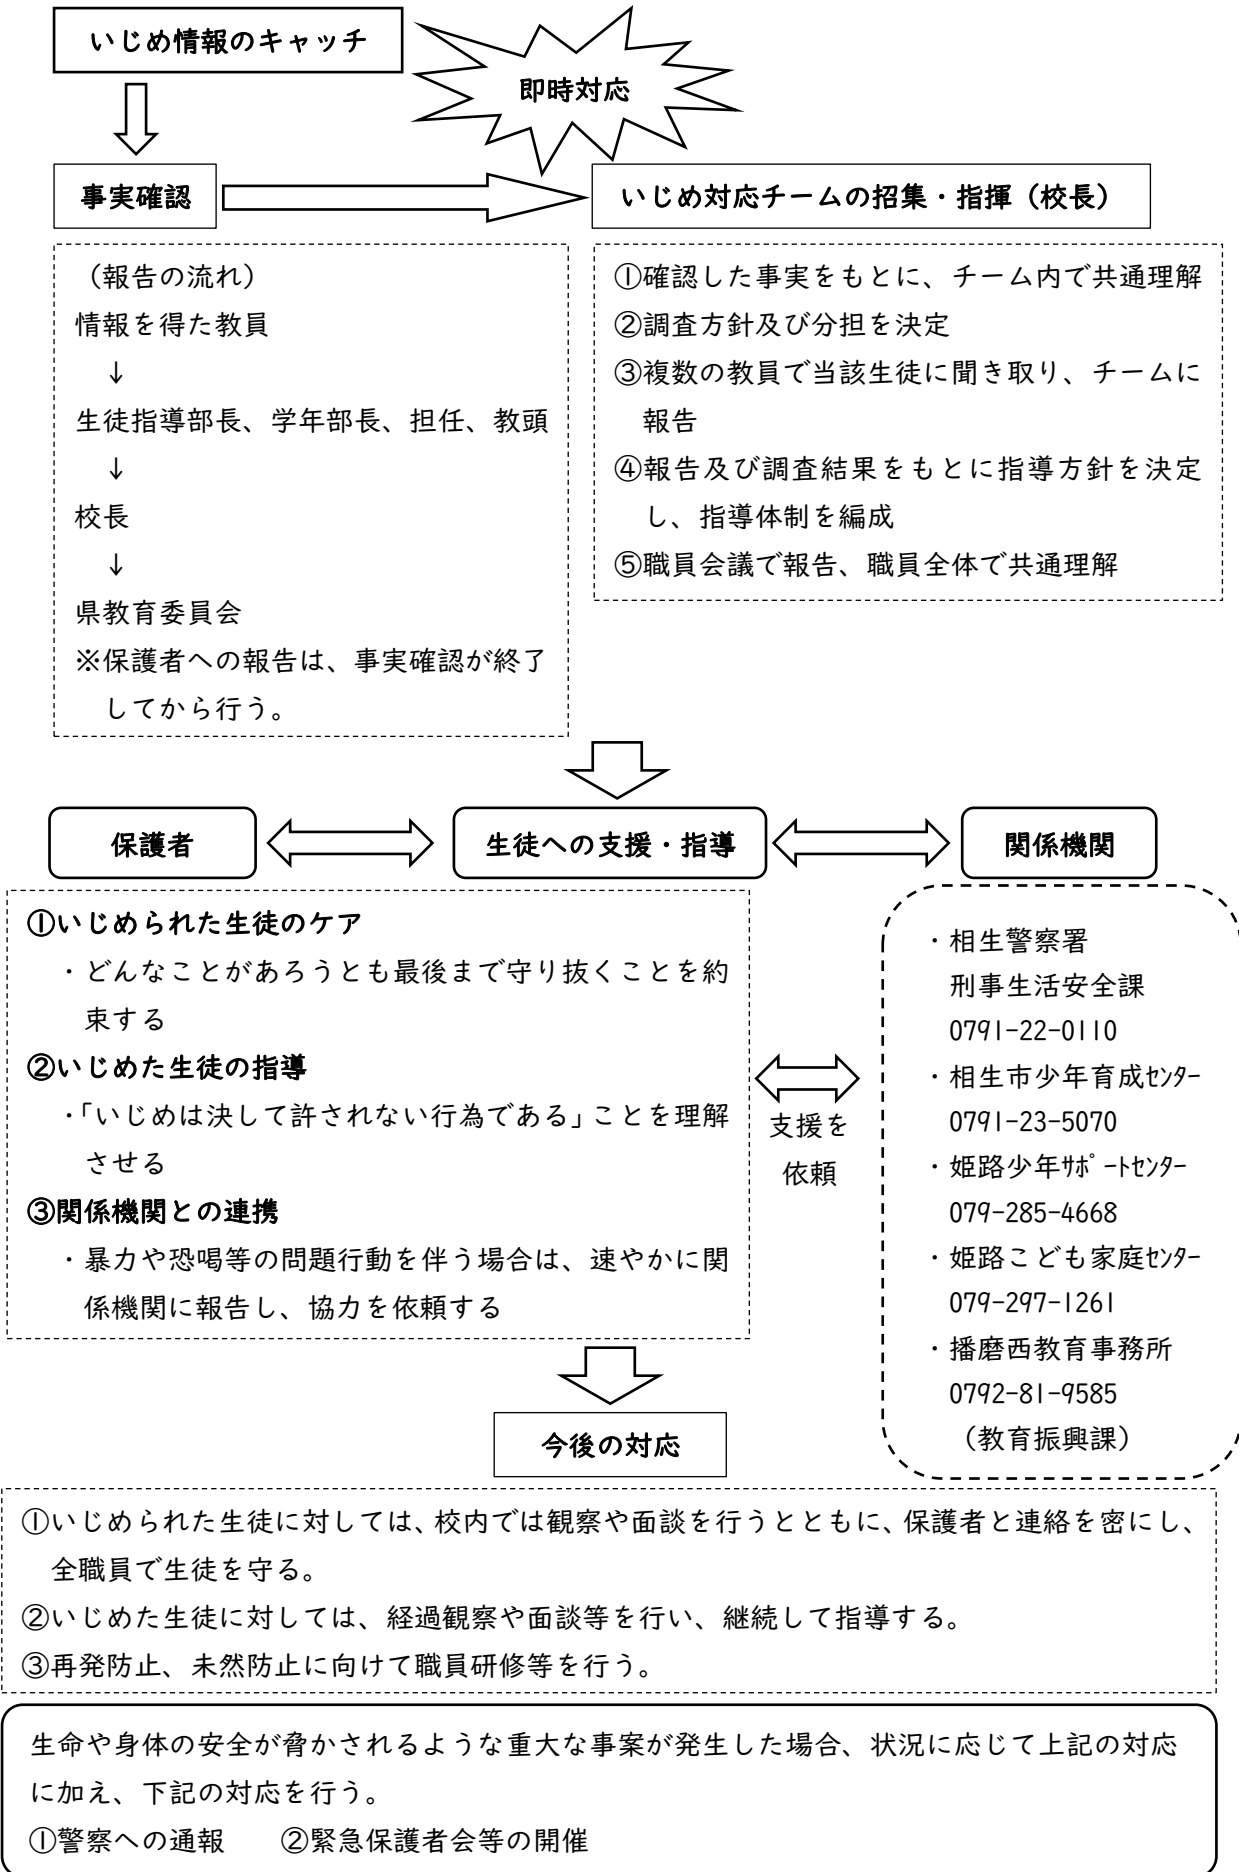 いじめ情報のキャッチ
即時対応
事実確認
いじめ対応チームの招集・指揮（校長）
（報告の流れ）
情報を得た教員
↓
生徒指導部長、学年部長、担任、教頭
↓
校長
↓
県教育委員会
※保護者への報告は、事実確認が終了
してから行う。
①確認した事実をもとに、チーム内で共通理解
②調査方針及び分担を決定
③複数の教員で当該生徒に聞き取り、チームに
報告
④報告及び調査結果をもとに指導方針を決定
し、指導体制を編成
⑤職員会議で報告、職員全体で共通理解
保護者
生徒への支援・指導
関係機関
①いじめられた生徒のケア
・どんなことがあろうとも最後まで守り抜くことを約
束する
②いじめた生徒の指導
・「いじめは決して許されない行為である」ことを理解
させる
③関係機関との連携
・暴力や恐喝等の問題行動を伴う場合は、速やかに関
係機関に報告し、協力を依頼する
支援を
依頼
・相生警察署
刑事生活安全課
0791-22-0110
・相生市少年育成ｾﾝﾀｰ
0791-23-5070
・姫路少年ｻﾎﾟｰﾄｾﾝﾀｰ
079-285-4668
・姫路こども家庭ｾﾝﾀｰ
079-297-1261
・播磨西教育事務所
0792-81-9585
（教育振興課）
今後の対応
①いじめられた生徒に対しては、校内では観察や面談を行うとともに、保護者と連絡を密にし、
全職員で生徒を守る。
②いじめた生徒に対しては、経過観察や面談等を行い、継続して指導する。
③再発防止、未然防止に向けて職員研修等を行う。
生命や身体の安全が脅かされるような重大な事案が発生した場合、状況に応じて上記の対応
に加え、下記の対応を行う。
①警察への通報　　②緊急保護者会等の開催